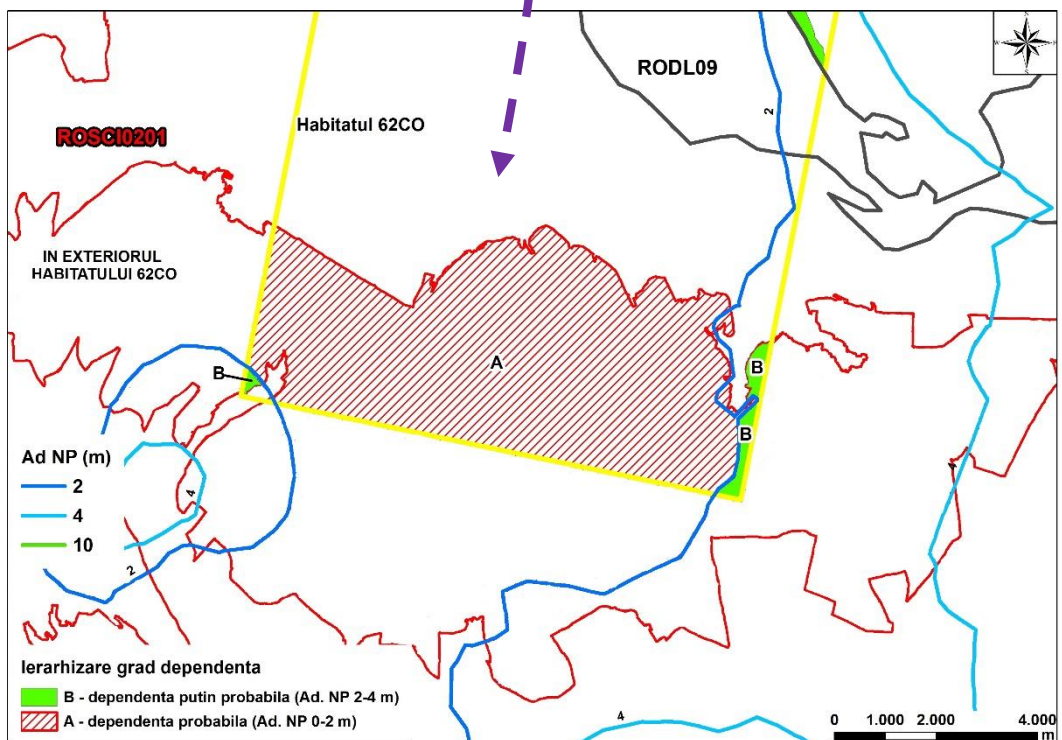 RODL09
2
Habitatul 62CO
ROSCI0201
IN EXTERIORUL
HABITATULUI 62CO
A
B
B
B
Ad NP (m)
2
4
10
4
2
4
4
Ierarhizare grad dependenta
B - dependenta putin probabila (Ad. NP 2-4 m)
A - dependenta probabila (Ad. NP 0-2 m)
0 1.000 2.000 4.000
m